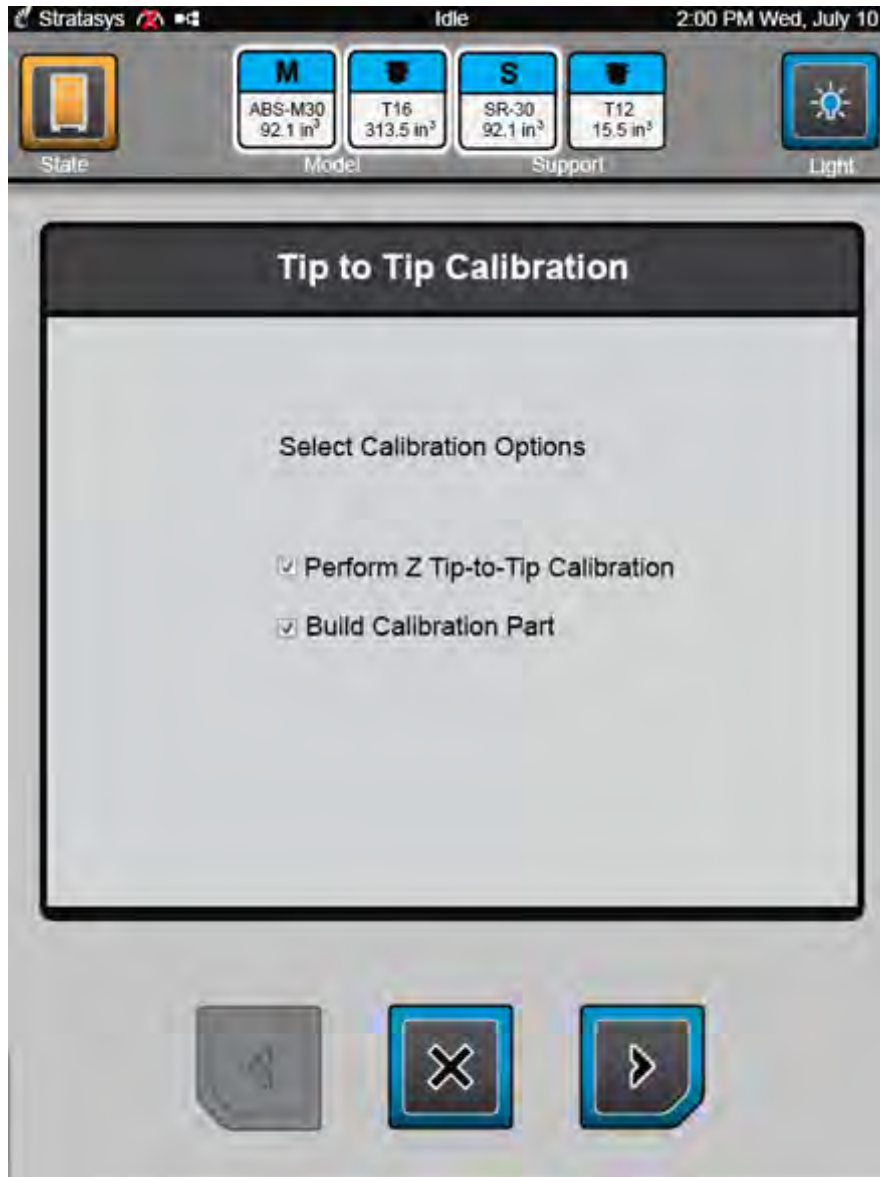 Stratasys Idle 2:00 PM Wed, July 10
M S
ABS-M30 T16 SR-30 T12
92.1 in³ 313.5 in³ 92.1 in³ 15.5 in³
State Model Support Light
Tip to Tip Calibration
Select Calibration Options
Perform Z Tip-to-Tip Calibration
Build Calibration Part